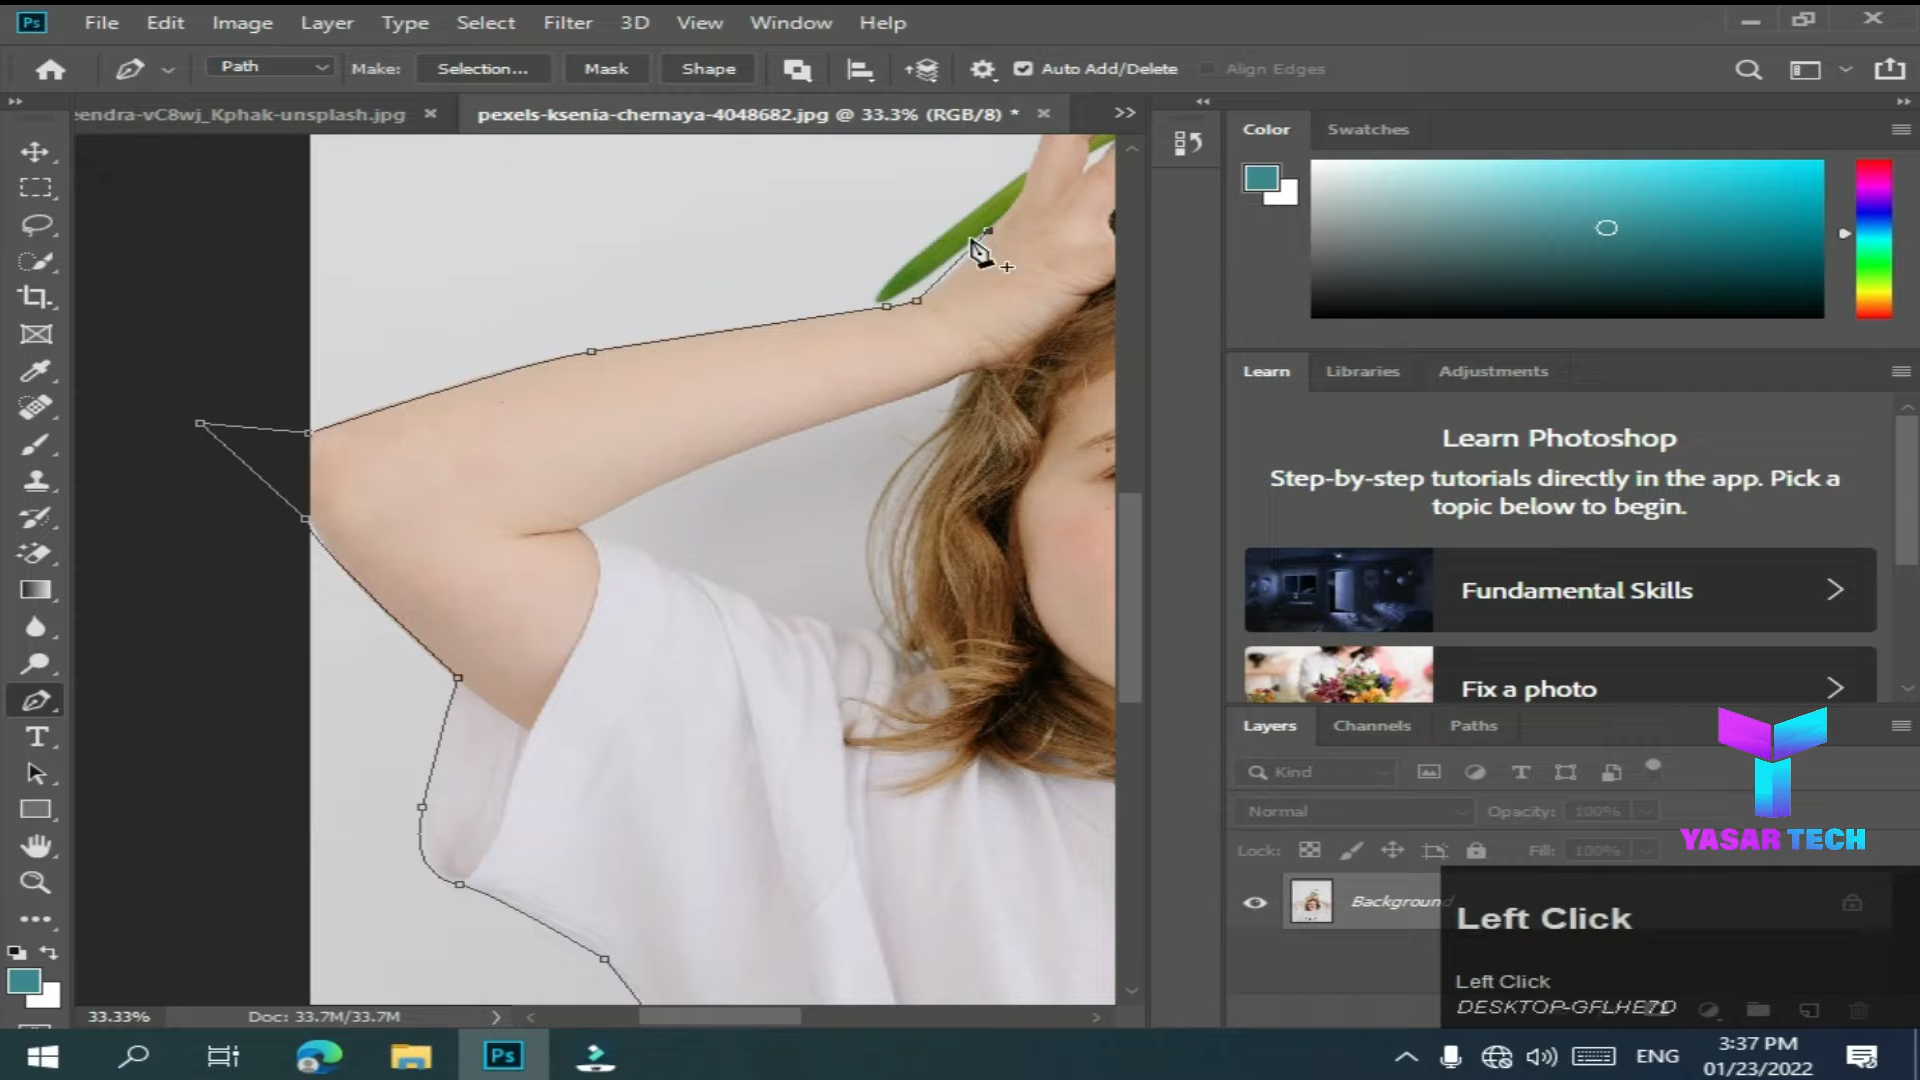 Ps File Edit Image Layer Type Select Filter 3D View Window Help
Path Make: Selection... Mask Shape Auto Add/Delete Align Edges
eendra-vC8wj_Kphak-unsplash.jpg pexels-ksenia-chernaya-4048682.jpg @ 33.3% (RGB/8) *
Color Swatches
Learn Libraries Adjustments
Learn Photoshop
Step-by-step tutorials directly in the app. Pick a
topic below to begin.
Fundamental Skills
Fix a photo
Layers Channels Paths
Kind
Normal Opacity: 100%
YASAR TECH
Lock: Fill: 100%
Background
Left Click
Left Click
DESKTOP-GFLHE7D
33.33% Doc: 33.7M/33.7M
Ps
ENG
3:37 PM
01/23/2022